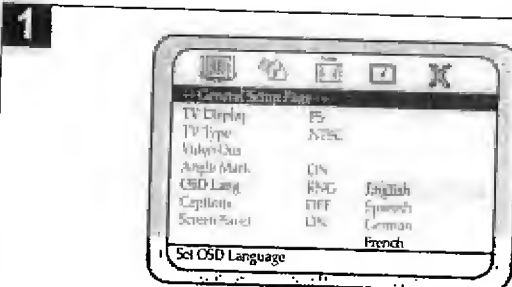 1
-- General Setup Page --
TV Display PS
TV Type NTSC
Video Out
Angle Mark ON
OSD Lang ENG English
Captions OFF Spanish
Screen Saver ON German
French
Set OSD Language